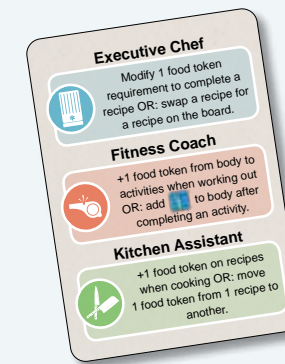 Executive Chef
Modify 1 food token
requirement to complete a
recipe OR: swap a recipe for
a recipe on the board.
Fitness Coach
+1 food token from body to
activities when working out
OR: add to body after
completing an activity.
Kitchen Assistant
+1 food token on recipes
when cooking OR: move
1 food token from 1 recipe to
another.